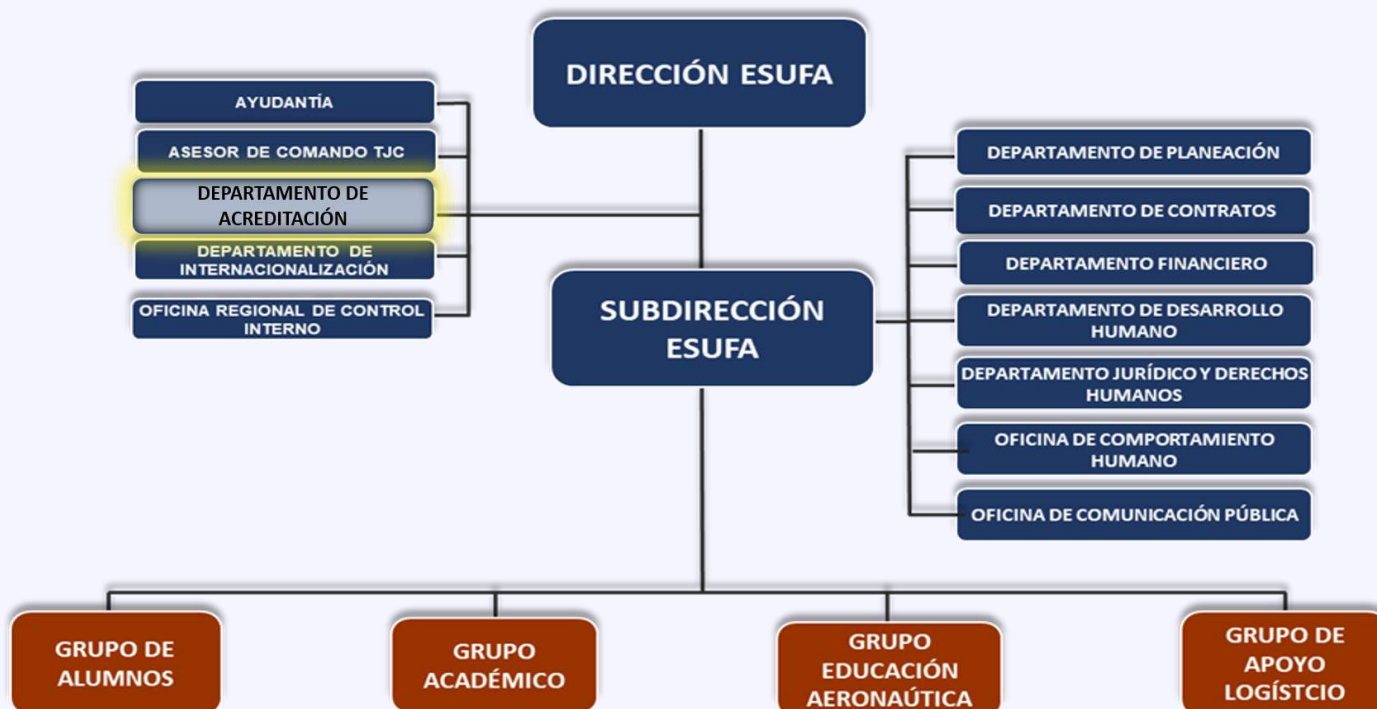 DIRECCIÓN ESUFA
AYUDANTÍA
ASESOR DE COMANDO TJC
DEPARTAMENTO DE
ACREDITACIÓN
DEPARTAMENTO DE
INTERNACIONALIZACIÓN
OFICINA REGIONAL DE CONTROL
INTERNO
SUBDIRECCIÓN
ESUFA
DEPARTAMENTO DE PLANEACIÓN
DEPARTAMENTO DE CONTRATOS
DEPARTAMENTO FINANCIERO
DEPARTAMENTO DE DESARROLLO
HUMANO
DEPARTAMENTO JURÍDICO Y DERECHOS
HUMANOS
OFICINA DE COMPORTAMIENTO
HUMANO
OFICINA DE COMUNICACIÓN PÚBLICA
GRUPO DE
ALUMNOS
GRUPO
ACADÉMICO
GRUPO
EDUCACIÓN
AERONAÚTICA
GRUPO DE
APOYO
LOGÍSTCIO